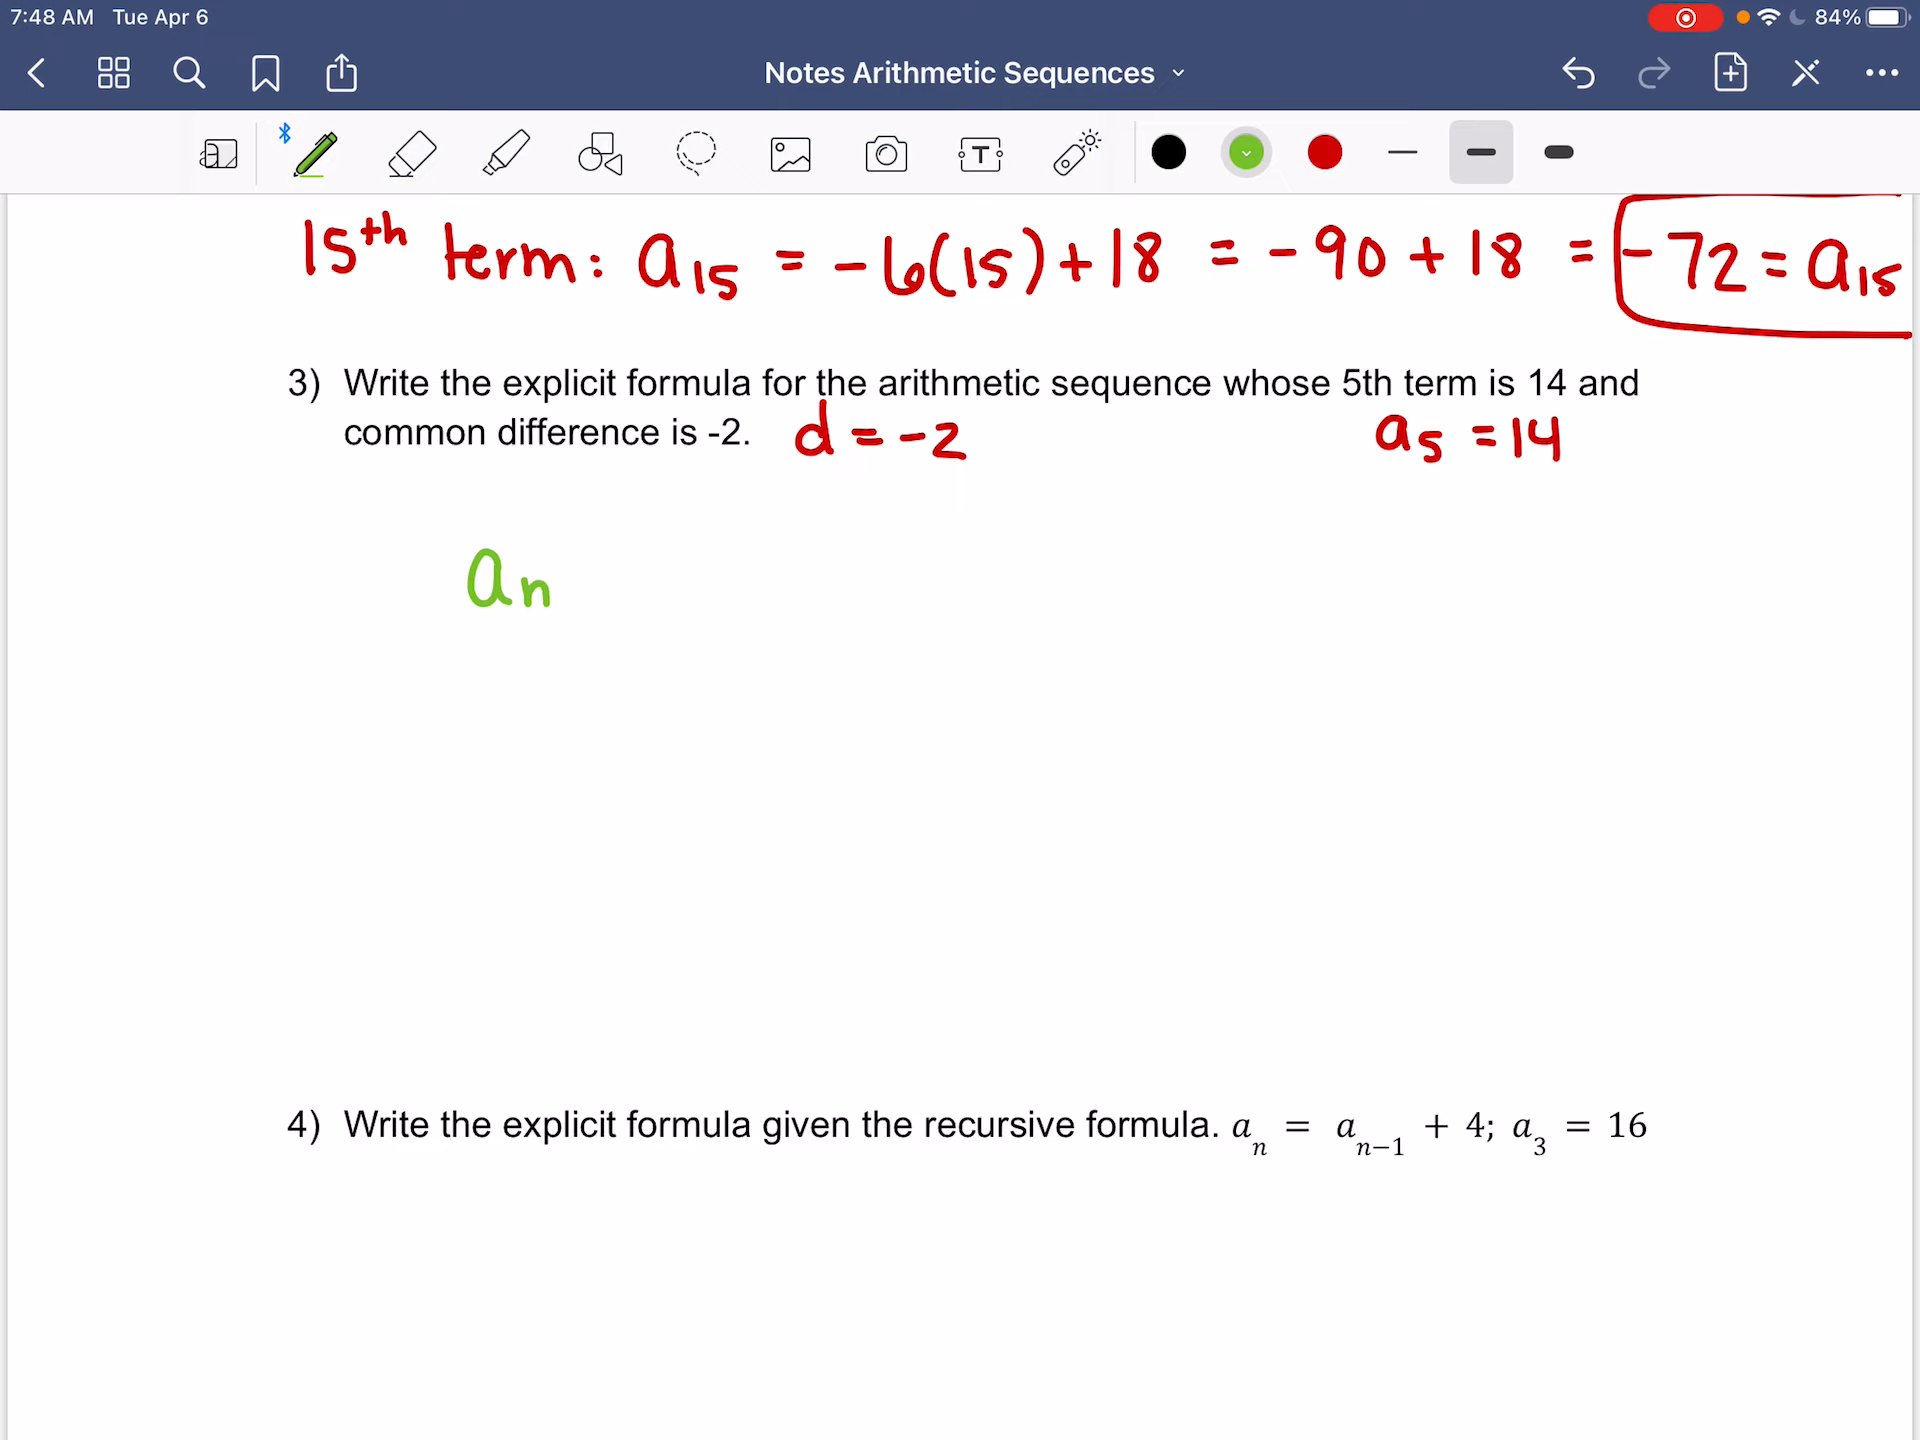 7:48 AM Tue Apr 6
84%
Notes Arithmetic Sequences
15th term: a15 = -6(15)+18 = -90+18 = -72 = a15
3) Write the explicit formula for the arithmetic sequence whose 5th term is 14 and
common difference is -2. d = -2 a5 = 14
an
4) Write the explicit formula given the recursive formula. aₙ = aₙ₋₁ + 4; a₃ = 16